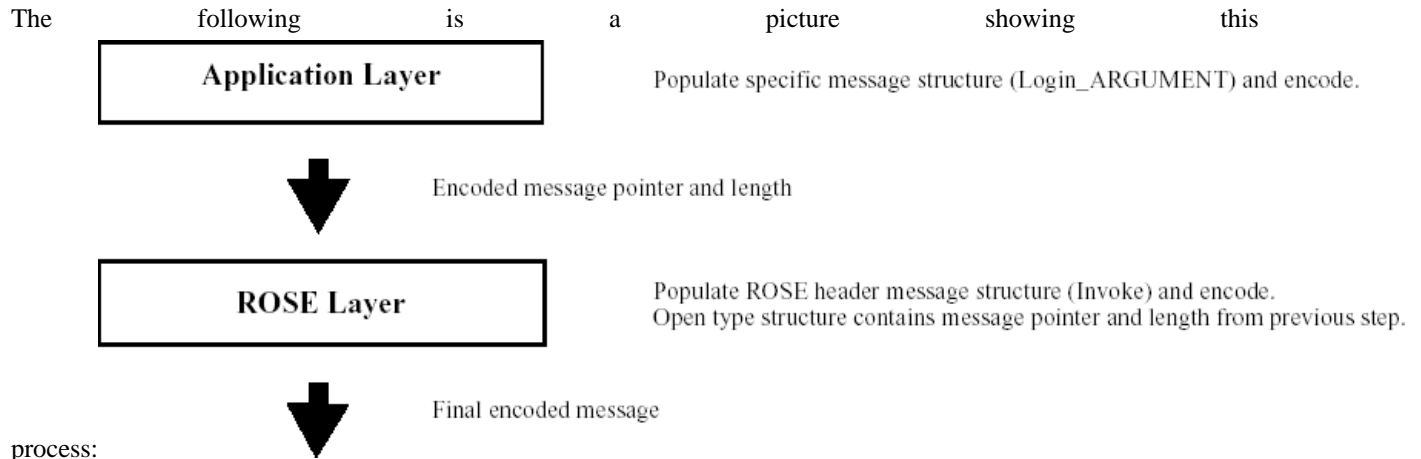 The following is a picture showing this
Application Layer
Populate specific message structure (Login_ARGUMENT) and encode.
Encoded message pointer and length
ROSE Layer
Populate ROSE header message structure (Invoke) and encode.
Open type structure contains message pointer and length from previous step.
Final encoded message
process: